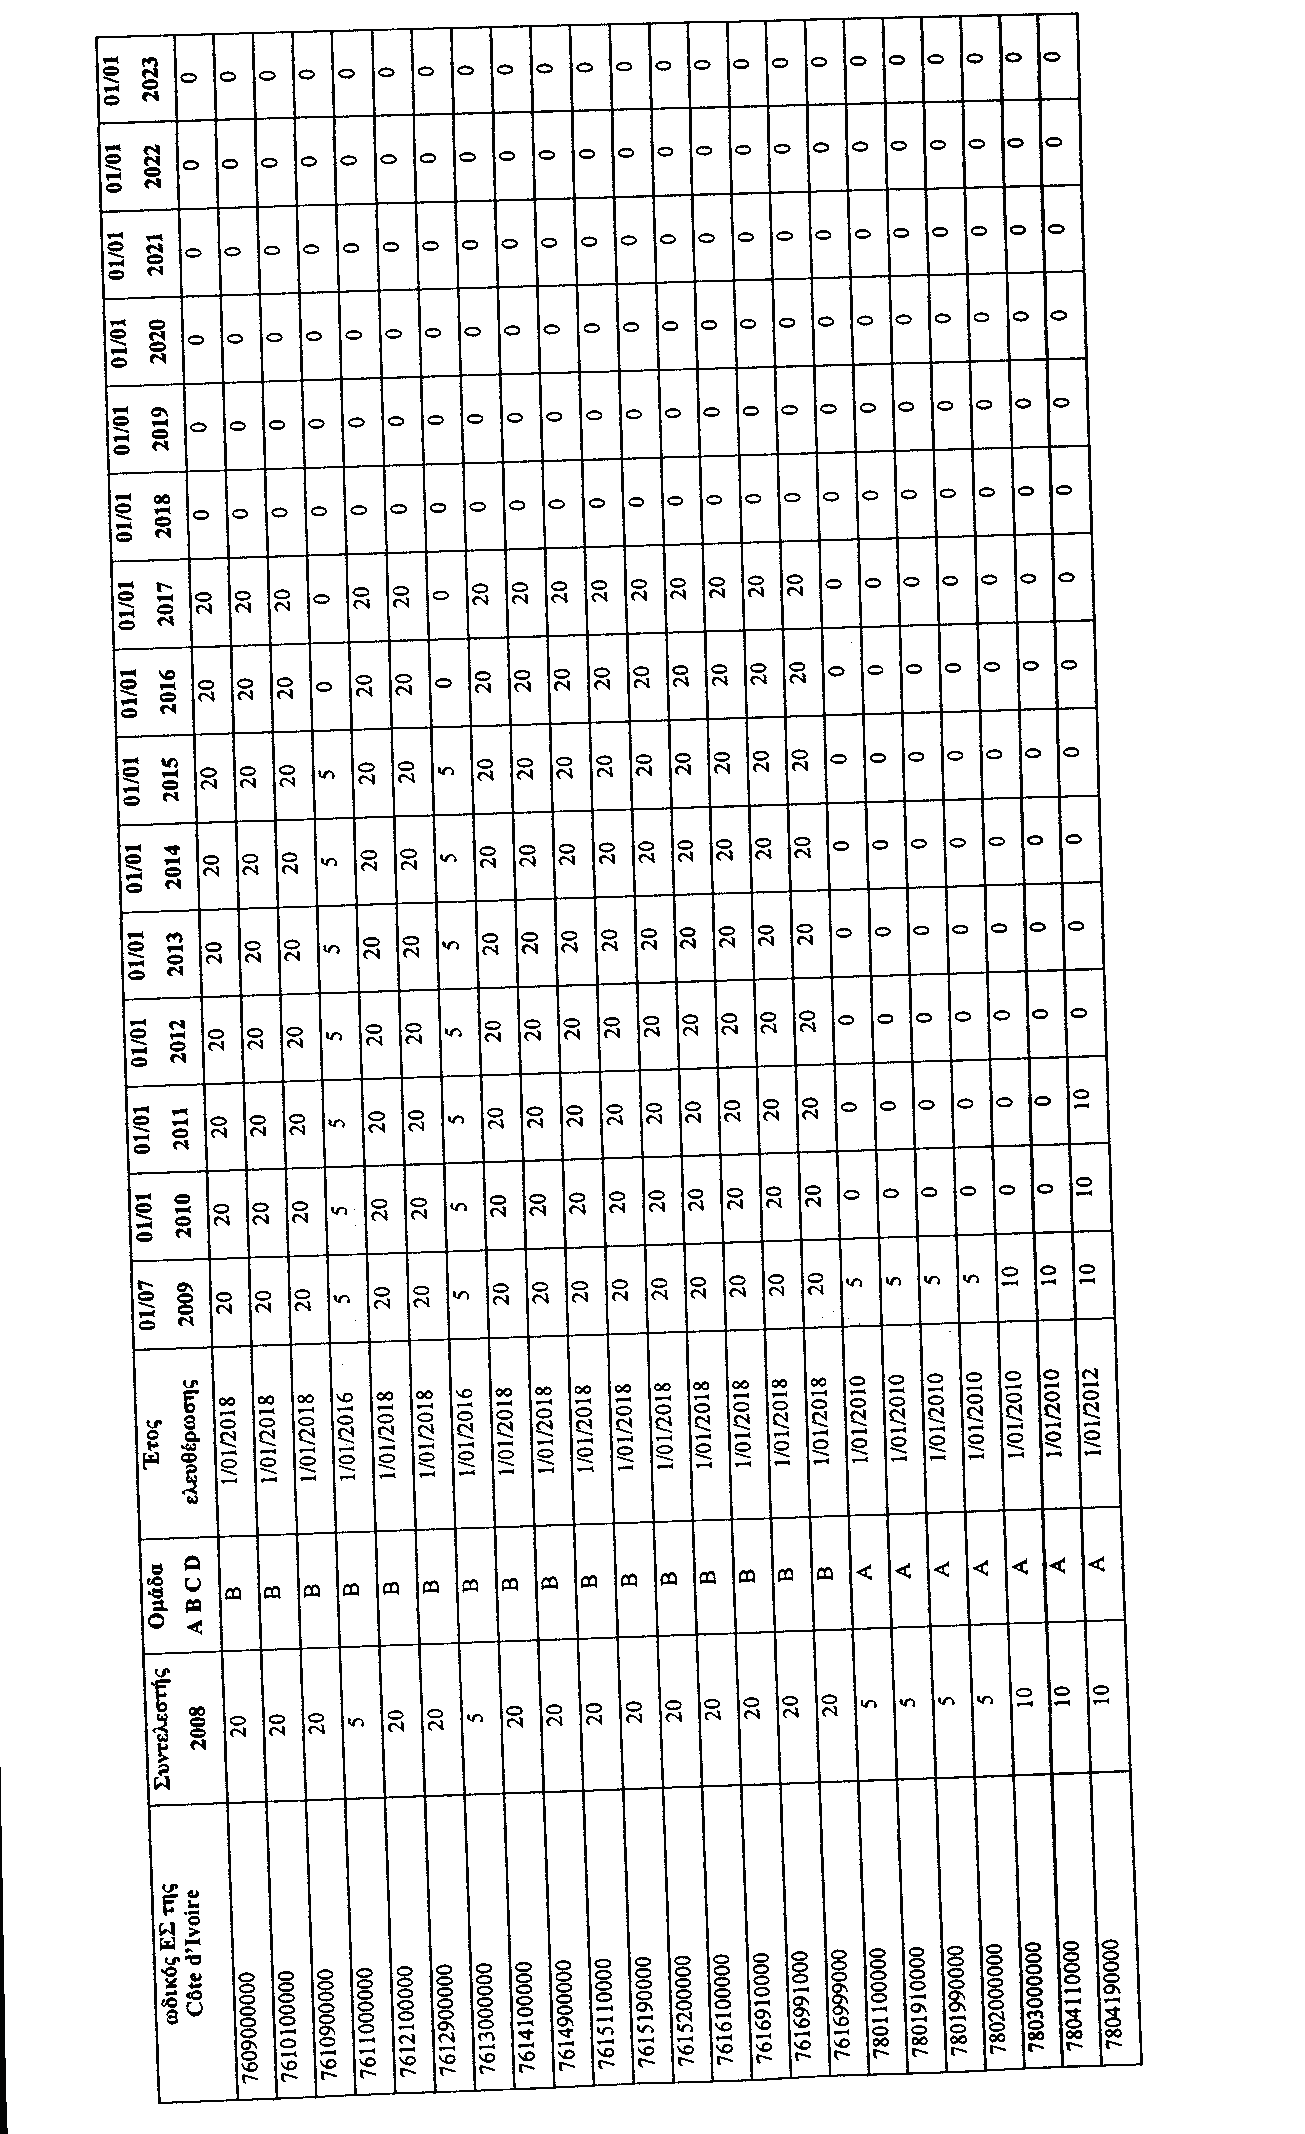 ωδικός ΕΣ της Côte d'Ivoire | Συντελεστής 2008 | Ομάδα A B C D | Έτος ελευθέρωσης | 01/07 2009 | 01/01 2010 | 01/01 2011 | 01/01 2012 | 01/01 2013 | 01/01 2014 | 01/01 2015 | 01/01 2016 | 01/01 2017 | 01/01 2018 | 01/01 2019 | 01/01 2020 | 01/01 2021 | 01/01 2022 | 01/01 2023
7609000000 20 B 1/01/2018 20 20 20 20 20 20 20 20 20 0 0 0 0 0 0
7610100000 20 B 1/01/2018 20 20 20 20 20 20 20 20 20 0 0 0 0 0 0
7610900000 20 B 1/01/2018 20 20 20 20 20 20 20 20 20 0 0 0 0 0 0
7611000000 5 B 1/01/2016 5 5 5 5 5 5 5 0 0 0 0 0 0 0 0
7612100000 20 B 1/01/2018 20 20 20 20 20 20 20 20 20 0 0 0 0 0 0
7612900000 20 B 1/01/2018 20 20 20 20 20 20 20 20 20 0 0 0 0 0 0
7613000000 5 B 1/01/2016 5 5 5 5 5 5 5 0 0 0 0 0 0 0 0
7614100000 20 B 1/01/2018 20 20 20 20 20 20 20 20 20 0 0 0 0 0 0
7614900000 20 B 1/01/2018 20 20 20 20 20 20 20 20 20 0 0 0 0 0 0
7615110000 20 B 1/01/2018 20 20 20 20 20 20 20 20 20 0 0 0 0 0 0
7615190000 20 B 1/01/2018 20 20 20 20 20 20 20 20 20 0 0 0 0 0 0
7615200000 20 B 1/01/2018 20 20 20 20 20 20 20 20 20 0 0 0 0 0 0
7616100000 20 B 1/01/2018 20 20 20 20 20 20 20 20 20 0 0 0 0 0 0
7616910000 20 B 1/01/2018 20 20 20 20 20 20 20 20 20 0 0 0 0 0 0
7616991000 20 B 1/01/2018 20 20 20 20 20 20 20 20 20 0 0 0 0 0 0
7616999000 20 B 1/01/2018 20 20 20 20 20 20 20 20 20 0 0 0 0 0 0
7801100000 5 A 1/01/2010 5 0 0 0 0 0 0 0 0 0 0 0 0 0 0
7801910000 5 A 1/01/2010 5 0 0 0 0 0 0 0 0 0 0 0 0 0 0
7801990000 5 A 1/01/2010 5 0 0 0 0 0 0 0 0 0 0 0 0 0 0
7802000000 5 A 1/01/2010 5 0 0 0 0 0 0 0 0 0 0 0 0 0 0
7803000000 10 A 1/01/2010 10 0 0 0 0 0 0 0 0 0 0 0 0 0 0
7804110000 10 A 1/01/2010 10 0 0 0 0 0 0 0 0 0 0 0 0 0 0
7804190000 10 A 1/01/2012 10 10 10 0 0 0 0 0 0 0 0 0 0 0 0